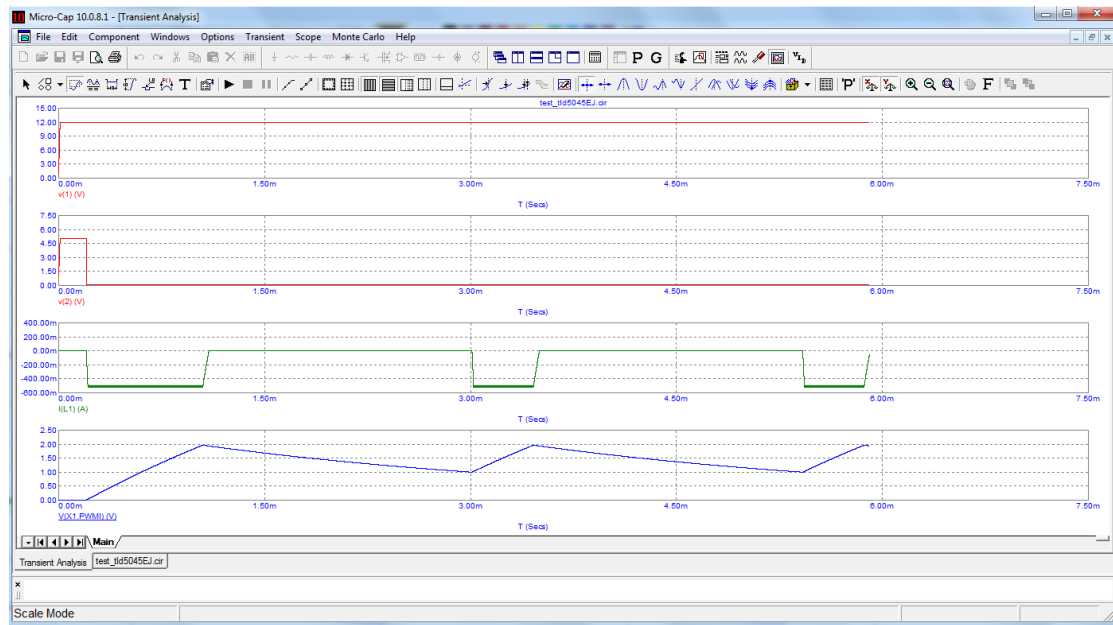 10 Micro-Cap 10.0.8.1 - [Transient Analysis]
File Edit Component Windows Options Transient Scope Monte Carlo Help
P G
T 'P' F
test_tld5045EJ.cir
15.00
12.00
9.00
6.00
3.00
0.00
0.00m 1.50m 3.00m 4.50m 6.00m 7.50m
v(1) (V)
T (Secs)
7.50
6.00
4.50
3.00
1.50
0.00
0.00m 1.50m 3.00m 4.50m 6.00m 7.50m
v(2) (V)
T (Secs)
400.00m
200.00m
0.00m
-200.00m
-400.00m
-600.00m
0.00m 1.50m 3.00m 4.50m 6.00m 7.50m
I(L1) (A)
T (Secs)
2.50
2.00
1.50
1.00
0.50
0.00
0.00m 1.50m 3.00m 4.50m 6.00m 7.50m
V(X1.PWMI) (V)
T (Secs)
Main
Transient Analysis test_tld5045EJ.cir
Scale Mode